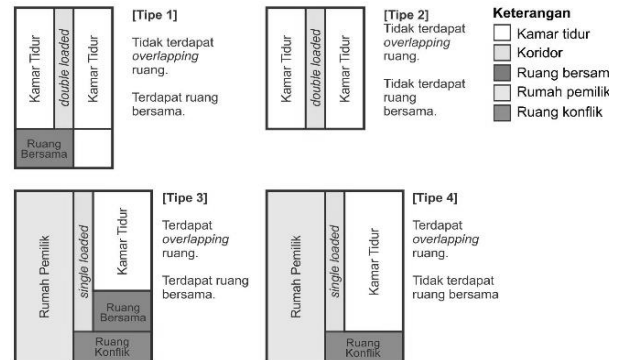 [Tipe 1]
Tidak terdapat
overlapping
ruang.
Terdapat ruang
bersama.
Kamar Tidur
double loaded
Kamar Tidur
Ruang
Bersama
[Tipe 2]
Tidak terdapat
overlapping
ruang.
Tidak terdapat
ruang
bersama.
Kamar Tidur
double loaded
Kamar Tidur
Keterangan
Kamar tidur
Koridor
Ruang bersam
Rumah pemilik
Ruang konflik
[Tipe 3]
Terdapat
overlapping
ruang.
Terdapat ruang
bersama.
Rumah Pemilik
single loaded
Kamar Tidur
Ruang
Bersama
Ruang
Konflik
[Tipe 4]
Terdapat
overlapping
ruang.
Tidak terdapat
ruang bersama
Rumah Pemilik
single loaded
Kamar Tidur
Ruang
Konflik